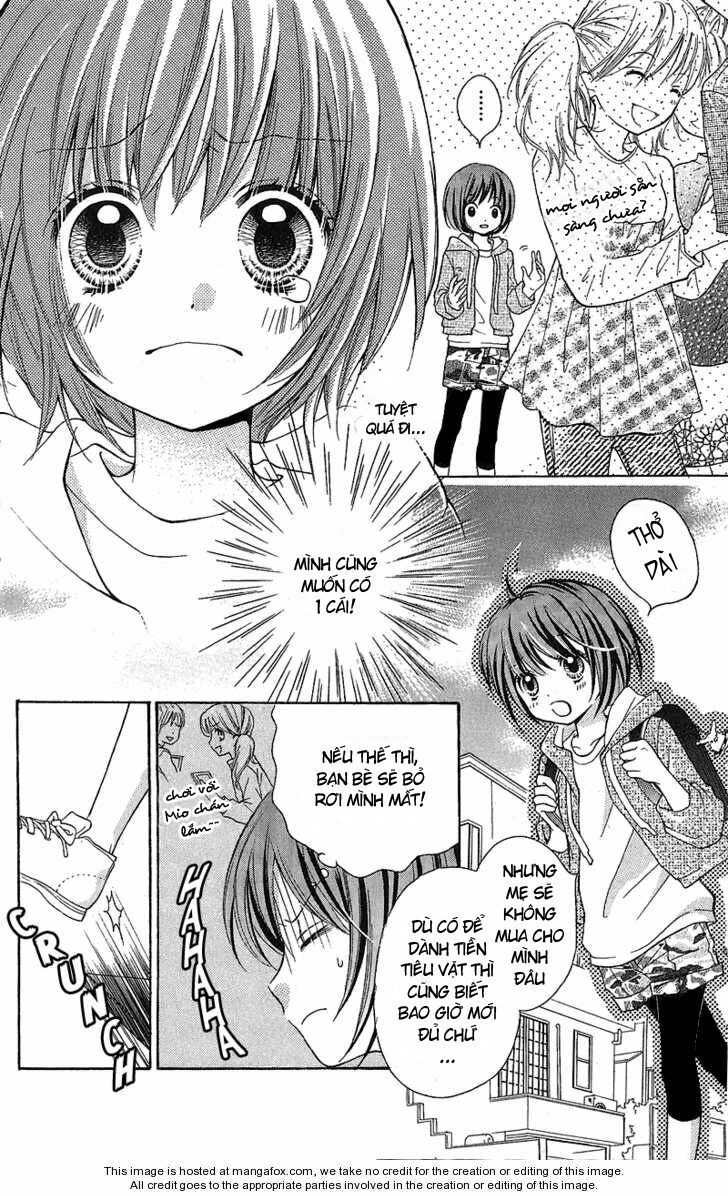 ......
mọi người sẵn
sàng chưa?
TUYỆT
QUÁ ĐI...
MÌNH CŨNG
MUỐN CÓ
1 CÁI!
THỞ
DÀI
NHƯNG
MẸ SẼ
KHÔNG
MUA CHO
MÌNH
ĐÂU
DÙ CÓ ĐỂ
DÀNH TIỀN
TIÊU VẶT THÌ
CŨNG BIẾT
BAO GIỜ MỚI
ĐỦ CHỨ
...
NẾU THẾ THÌ,
BẠN BÈ SẼ BỎ
RƠI MÌNH MẤT!
chơi với
Mio chán
lắm~~
HAHAHA
CRUNCH
This image is hosted at mangafox.com, we take no credit for the creation or editing of this image.
All credit goes to the appropriate parties involved in the creation or editing of this image.